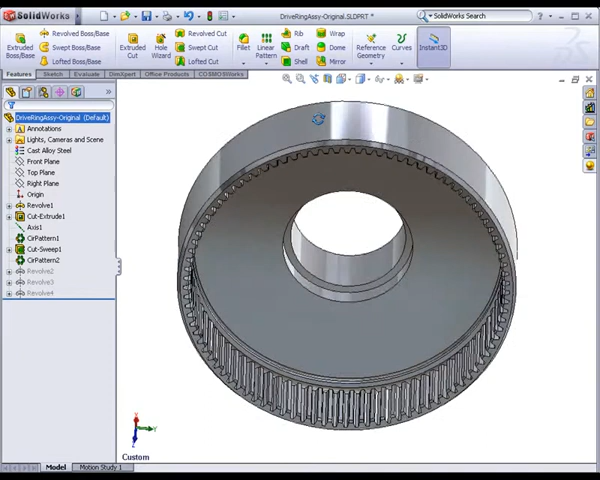 SolidWorks
DriveRingAssy-Original.SLDPRT *
SolidWorks Search
Extruded Boss/Base
Revolved Boss/Base
Swept Boss/Base
Lofted Boss/Base
Extruded Cut
Hole Wizard
Revolved Cut
Swept Cut
Lofted Cut
Fillet
Linear Pattern
Rib
Draft
Shell
Wrap
Dome
Mirror
Reference Geometry
Curves
Instant3D
Features
Sketch
Evaluate
DimXpert
Office Products
COSMOSWorks
DriveRingAssy-Original (Default)
Annotations
Lights, Cameras and Scene
Cast Alloy Steel
Front Plane
Top Plane
Right Plane
Origin
Revolve1
Cut-Extrude1
Axis1
CirPattern1
Cut-Sweep1
CirPattern2
Revolve2
Revolve3
Revolve4
Custom
Model
Motion Study 1